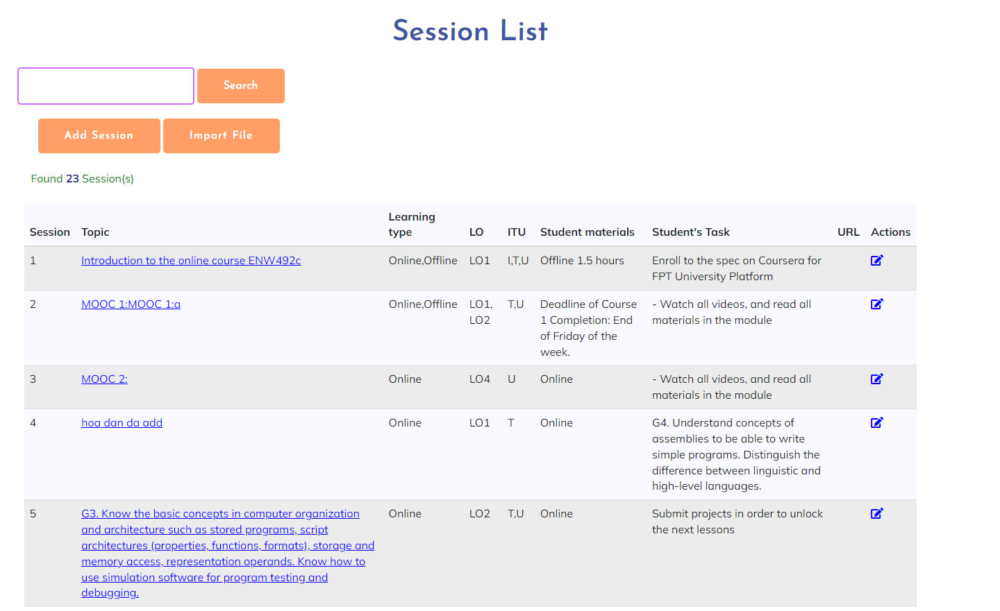 Session List
Search
Add Session Import File
Found 23 Session(s)
Learning
Session Topic type LO ITU Student materials Student's Task URL Actions
1 Introduction to the online course ENW492c Online,Offline LO1 I,T,U Offline 1.5 hours Enroll to the spec on Coursera for
FPT University Platform
2 MOOC 1:MOOC 1:a Online,Offline LO1, T,U Deadline of Course - Watch all videos, and read all
LO2 1 Completion: End materials in the module
of Friday of the
week.
3 MOOC 2: Online LO4 U Online - Watch all videos, and read all
materials in the module
4 hoa dan da add Online LO1 T Online G4. Understand concepts of
assemblies to be able to write
simple programs. Distinguish the
difference between linguistic and
high-level languages.
5 G3. Know the basic concepts in computer organization Online LO2 T,U Online Submit projects in order to unlock
and architecture such as stored programs, script the next lessons
architectures (properties, functions, formats), storage and
memory access, representation operands. Know how to
use simulation software for program testing and
debugging.